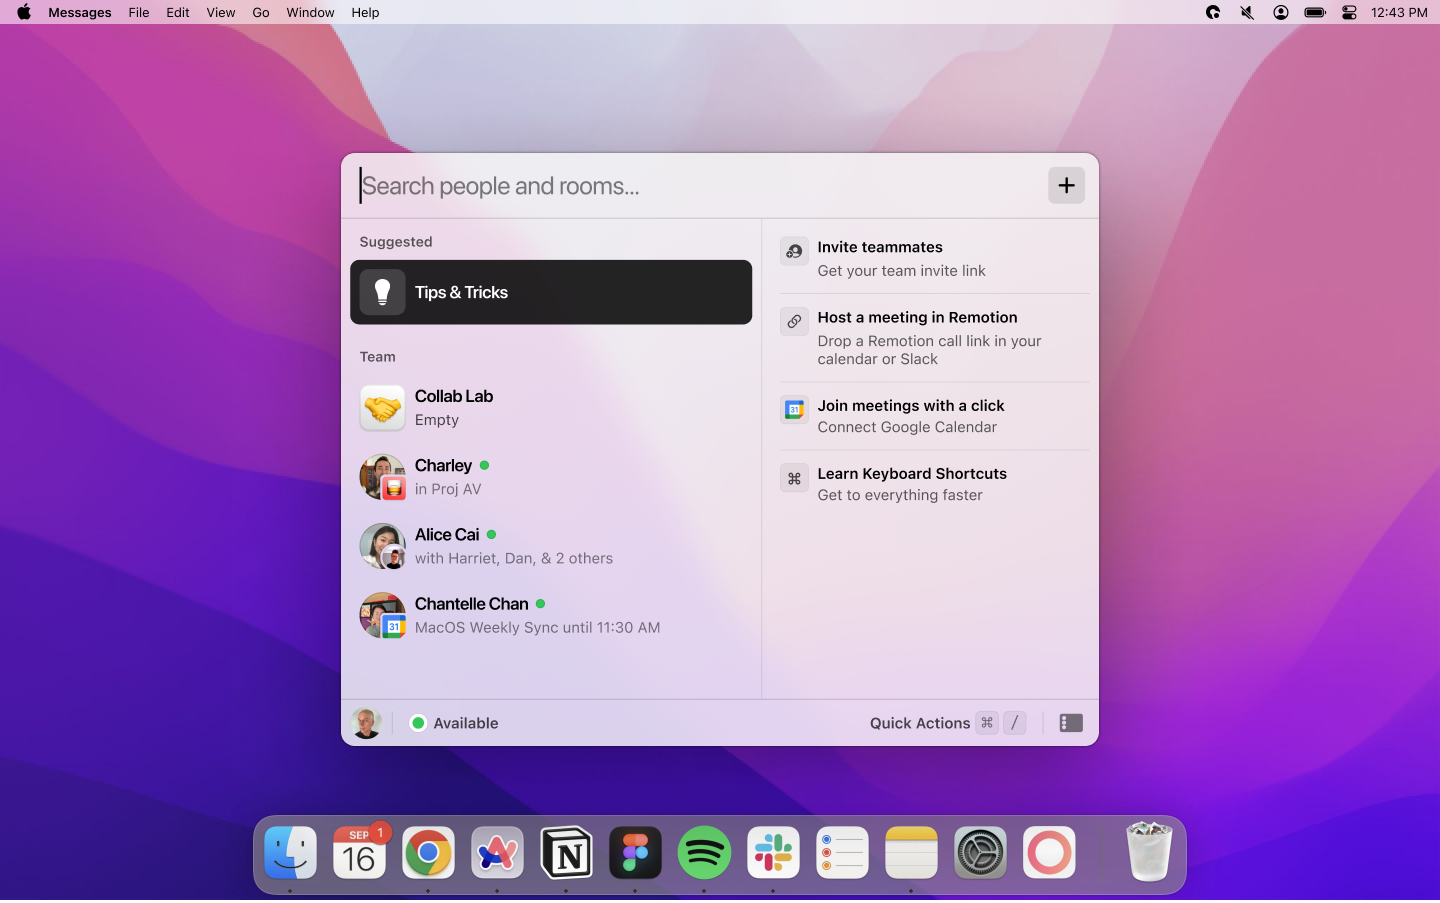 Messages File Edit View Go Window Help 12:43 PM
Search people and rooms...
Suggested
Tips & Tricks
Team
Collab Lab
Empty
Charley
in Proj AV
Alice Cai
with Harriet, Dan, & 2 others
Chantelle Chan
31
MacOS Weekly Sync until 11:30 AM
Invite teammates
Get your team invite link
Host a meeting in Remotion
Drop a Remotion call link in your
calendar or Slack
31
Join meetings with a click
Connect Google Calendar
⌘
Learn Keyboard Shortcuts
Get to everything faster
Available
Quick Actions ⌘ /
SEP 1
16
N